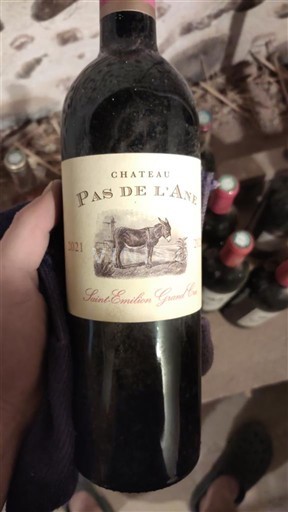 CHATEAU
PAS DE L'ANE
2021
Saint-Emilion Grand Cru